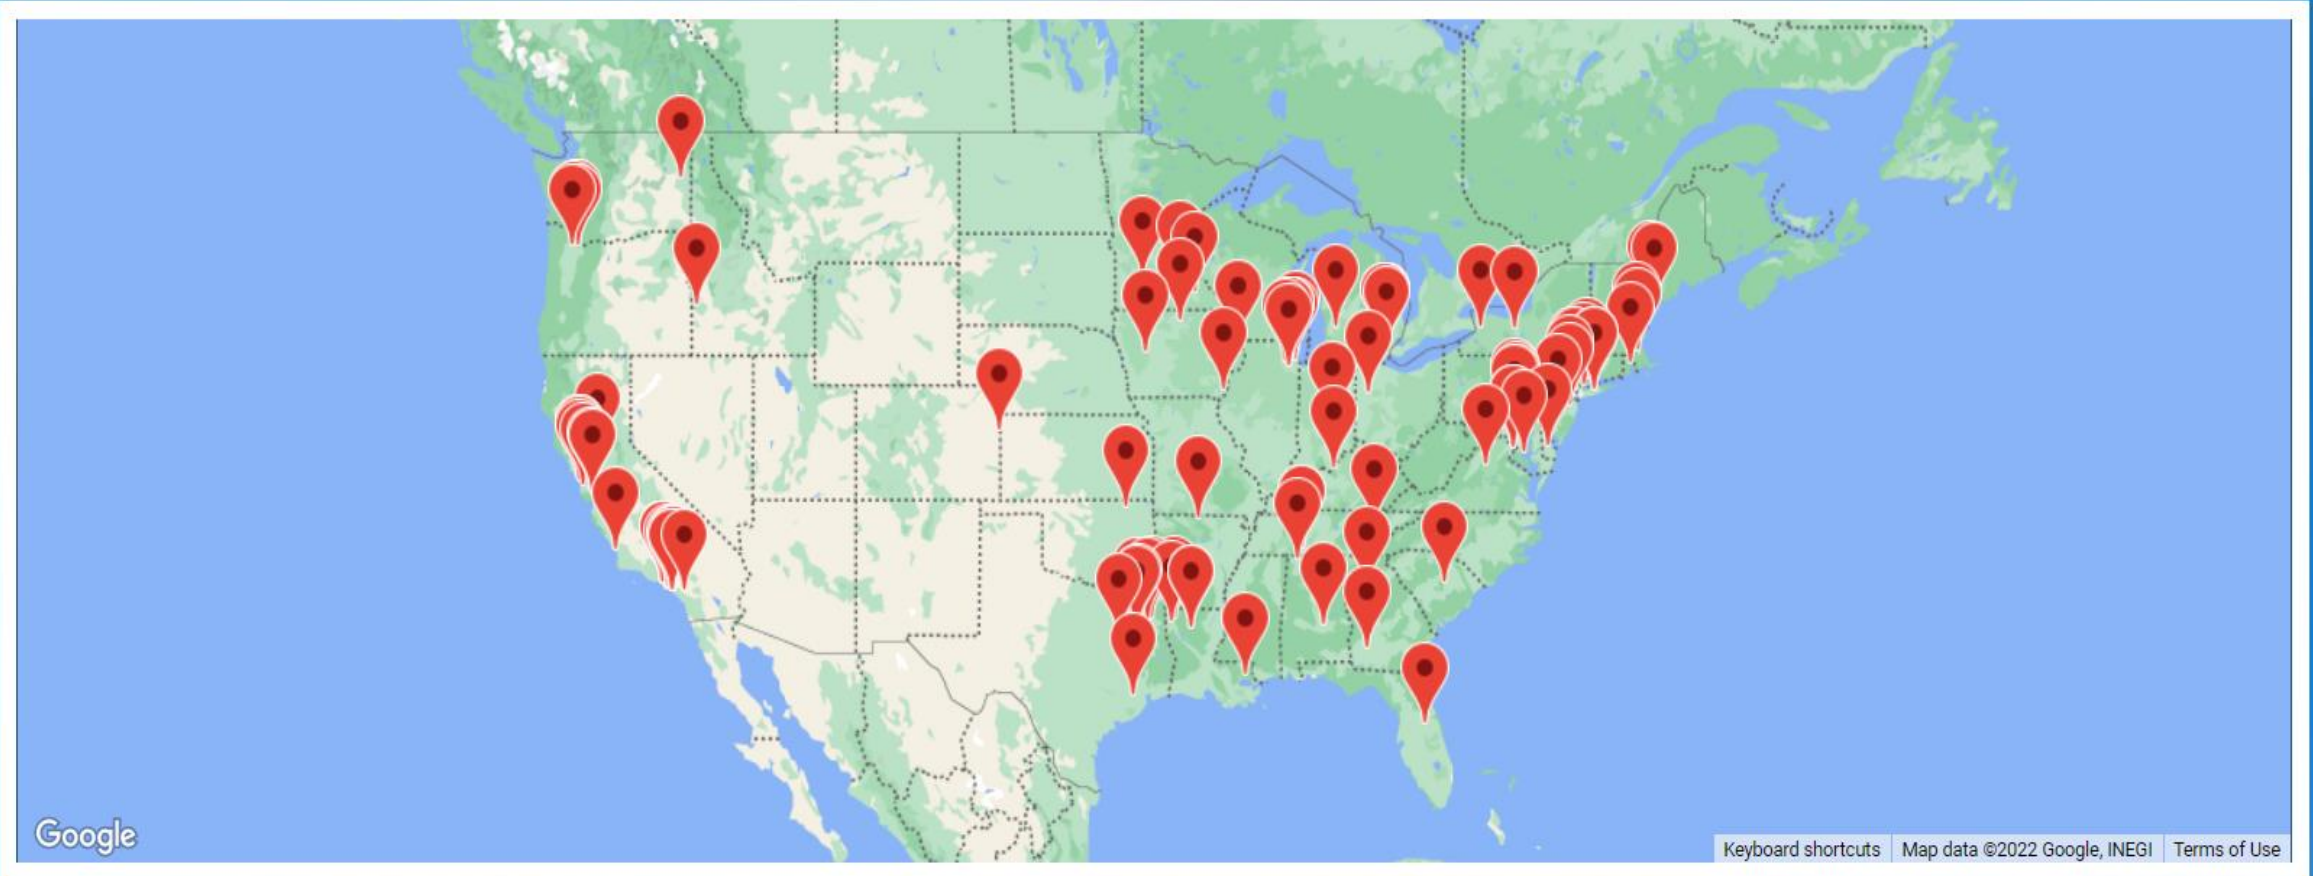 Google
Keyboard shortcuts
Map data ©2022 Google, INEGI
Terms of Use